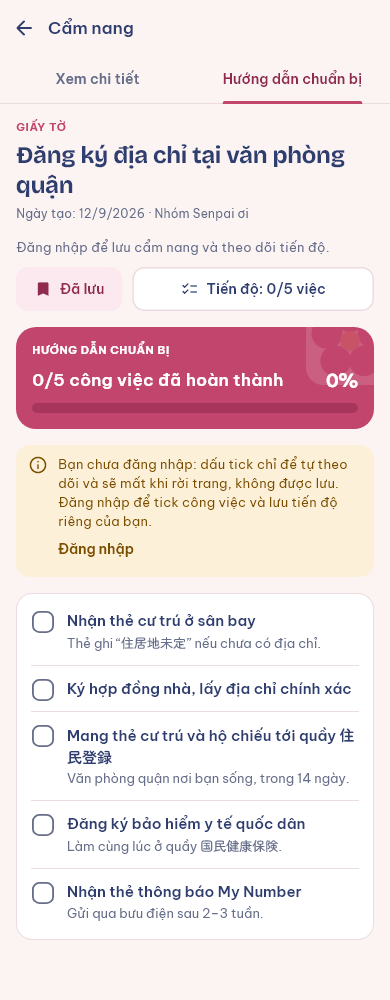 Cẩm nang
Xem chi tiết
Hướng dẫn chuẩn bị
GIẤY TỜ
Đăng ký địa chỉ tại văn phòng
quận
Ngày tạo: 12/9/2026 · Nhóm Senpai ơi
Đăng nhập để lưu cẩm nang và theo dõi tiến độ.
Đã lưu
Tiến độ: 0/5 việc
HƯỚNG DẪN CHUẨN BỊ
0/5 công việc đã hoàn thành
0%
Bạn chưa đăng nhập: dấu tick chỉ để tự theo
dõi và sẽ mất khi rời trang, không được lưu.
Đăng nhập để tick công việc và lưu tiến độ
riêng của bạn.
Đăng nhập
Nhận thẻ cư trú ở sân bay
Thẻ ghi “住居地未定” nếu chưa có địa chỉ.
Ký hợp đồng nhà, lấy địa chỉ chính xác
Mang thẻ cư trú và hộ chiếu tới quầy 住
民登録
Văn phòng quận nơi bạn sống, trong 14 ngày.
Đăng ký bảo hiểm y tế quốc dân
Làm cùng lúc ở quầy 国民健康保険.
Nhận thẻ thông báo My Number
Gửi qua bưu điện sau 2–3 tuần.